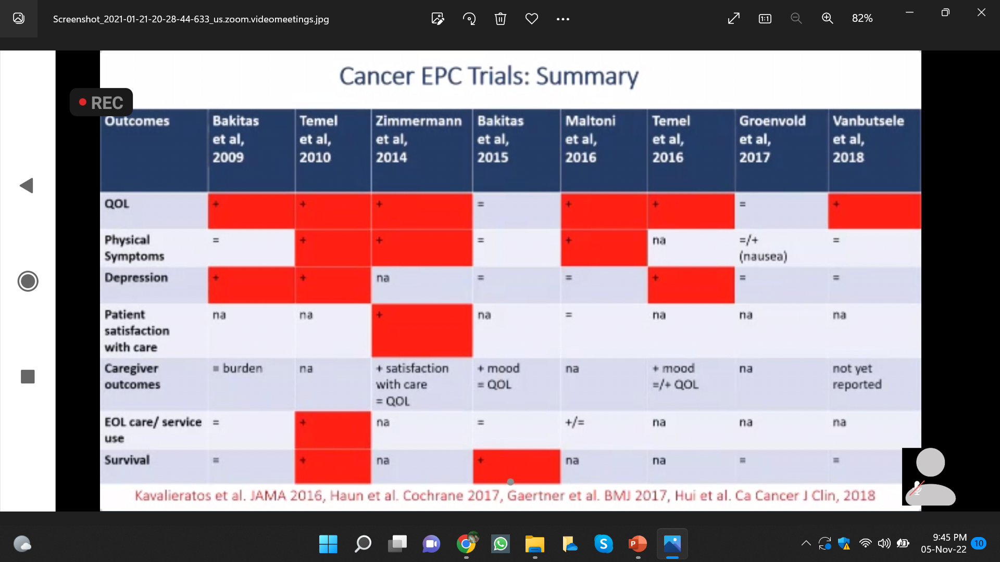 Screenshot_2021-01-21-20-28-44-633_us.zoom.videomeetings.jpg
82%
Cancer EPC Trials: Summary
REC
Outcomes
Bakitas
et al,
2009
Temel
et al,
2010
Zimmermann
et al,
2014
Bakitas
et al,
2015
Maltoni
et al,
2016
Temel
et al,
2016
Groenvold
et al,
2017
Vanbutsele
et al,
2018
QOL
+
+
+
=
+
+
=
+
Physical
Symptoms
=
+
+
=
+
na
=/+
(nausea)
=
Depression
+
+
na
=
=
+
=
=
Patient
satisfaction
with care
na
na
+
na
=
na
na
na
Caregiver
outcomes
= burden
na
+ satisfaction
with care
= QOL
+ mood
= QOL
na
+ mood
=/+ QOL
na
not yet
reported
EOL care/ service
use
=
+
na
=
+/=
na
na
na
Survival
=
+
na
+
na
na
=
=
Kavalieratos et al. JAMA 2016, Haun et al. Cochrane 2017, Gaertner et al. BMJ 2017, Hui et al. Ca Cancer J Clin, 2018
9:45 PM
05-Nov-22
10